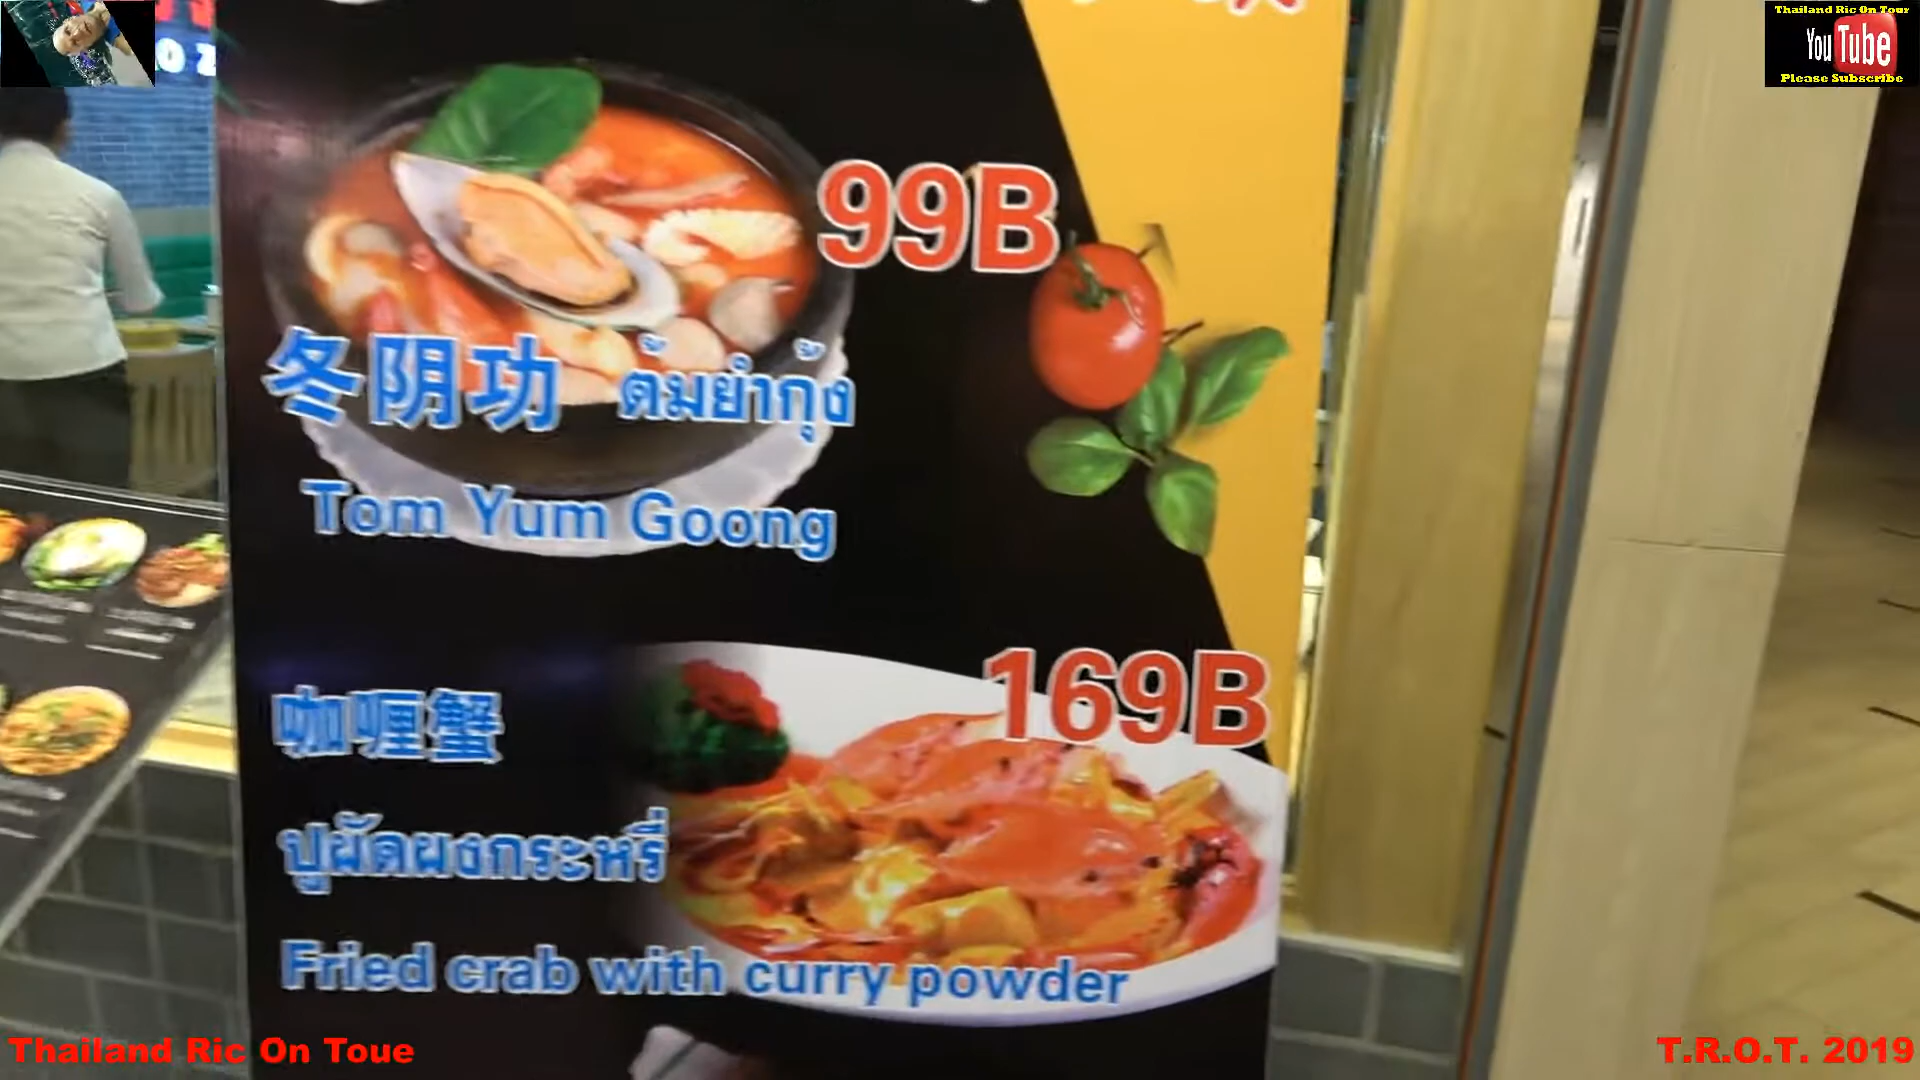 Thailand Ric On Tour
YouTube
Please Subscribe
99B
冬阴功 ต้มยำกุ้ง
Tom Yum Goong
169B
咖喱蟹
ปูผัดผงกระหรี่
Fried crab with curry powder
Thailand Ric On Toue
T.R.O.T. 2019